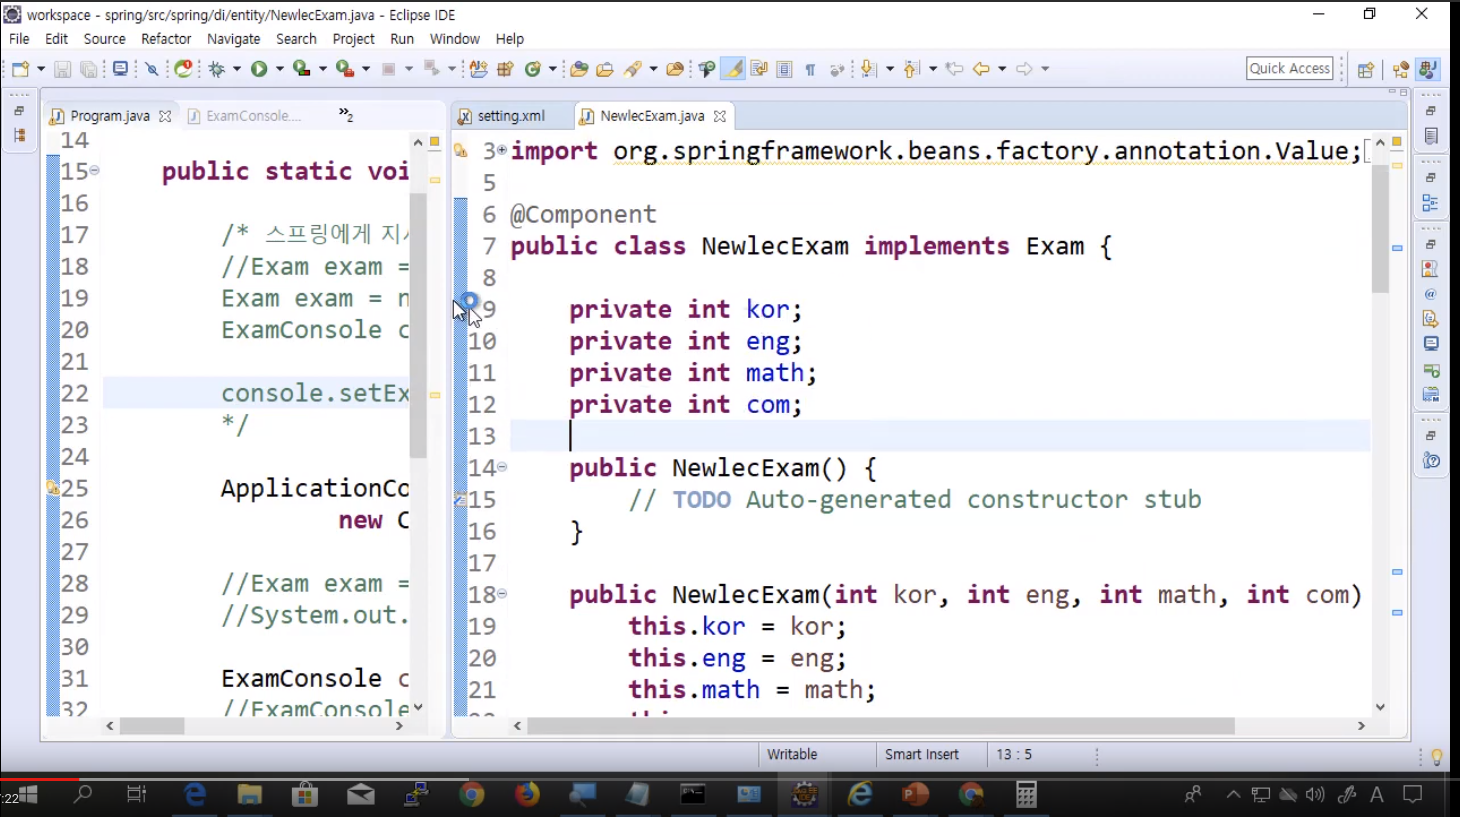 workspace - spring/src/spring/di/entity/NewlecExam.java - Eclipse IDE
File Edit Source Refactor Navigate Search Project Run Window Help
Quick Access
Program.java ExamConsole.... »2
14
15 public static voi
16
17 /* 스프링에게 지
18 //Exam exam =
19 Exam exam = n
20 ExamConsole c
21
22 console.setEx
23 */
24
25 ApplicationCo
26 new C
27
28 //Exam exam =
29 //System.out.
30
31 ExamConsole c
32 //ExamConsole
setting.xml NewlecExam.java
3 import org.springframework.beans.factory.annotation.Value;
5
6 @Component
7 public class NewlecExam implements Exam {
8
9 private int kor;
10 private int eng;
11 private int math;
12 private int com;
13
14 public NewlecExam() {
15 // TODO Auto-generated constructor stub
16 }
17
18 public NewlecExam(int kor, int eng, int math, int com)
19 this.kor = kor;
20 this.eng = eng;
21 this.math = math;
Writable Smart Insert 13 : 5
:22
A